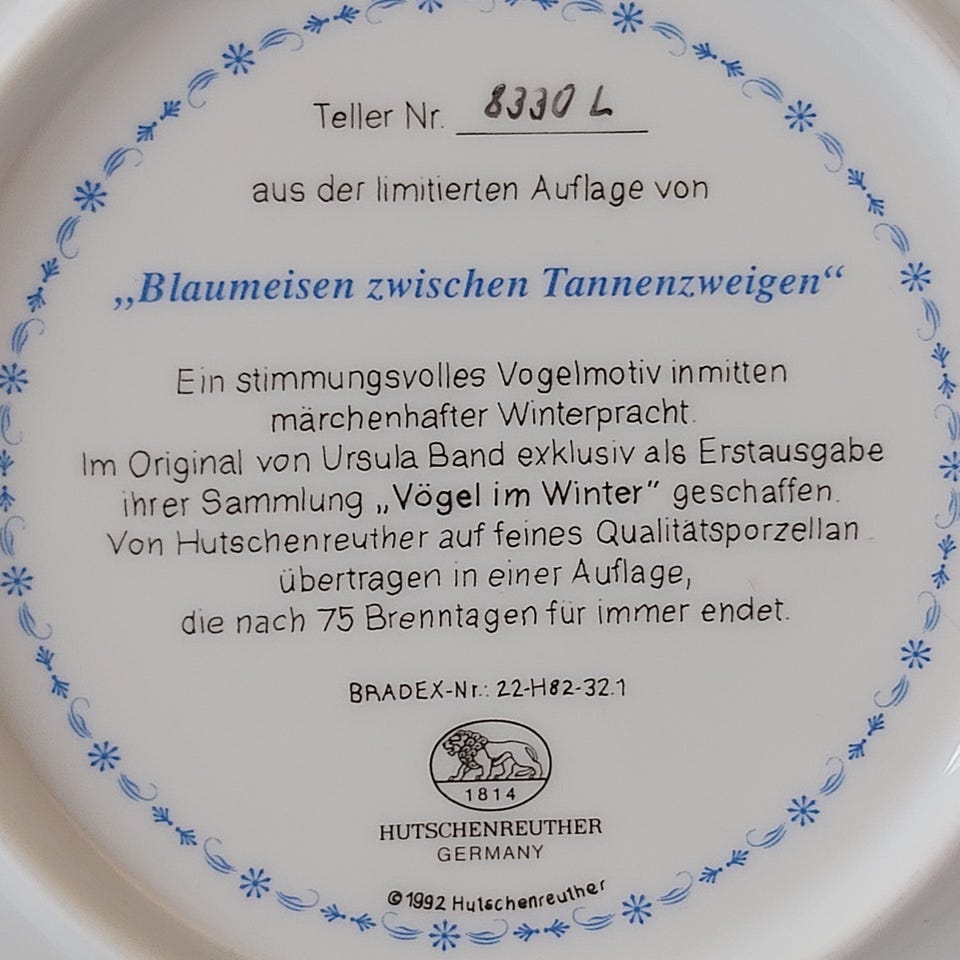 Teller Nr. 8330 L
aus der limitierten Auflage von
„Blaumeisen zwischen Tannenzweigen“
Ein stimmungsvolles Vogelmotiv inmitten
märchenhafter Winterpracht.
Im Original von Ursula Band exklusiv als Erstausgabe
ihrer Sammlung „Vögel im Winter” geschaffen.
Von Hutschenreuther auf feines Qualitätsporzellan
übertragen in einer Auflage,
die nach 75 Brenntagen für immer endet.
BRADEX-Nr.: 22-H82-32.1
1814
HUTSCHENREUTHER
GERMANY
©1992 Hutschenreuther